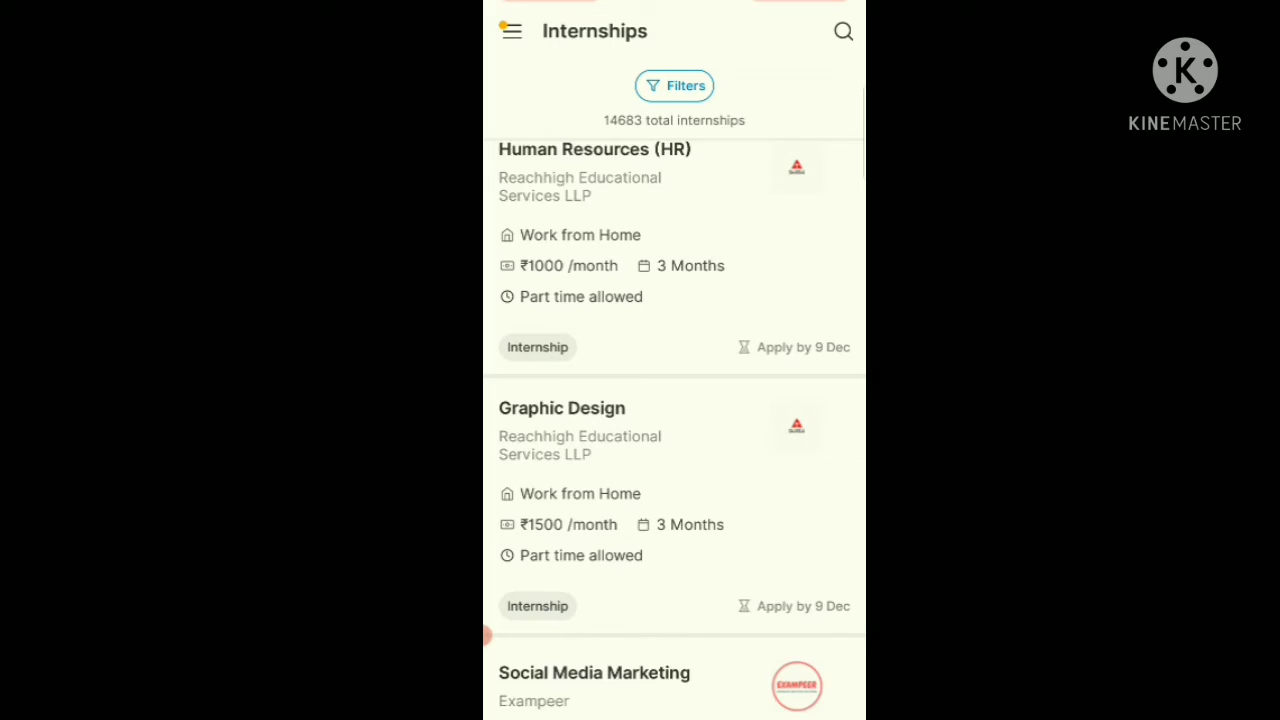 Internships
Filters
14683 total internships
Human Resources (HR)
Reachhigh Educational
Services LLP
Work from Home
₹1000 /month 3 Months
Part time allowed
Internship Apply by 9 Dec
Graphic Design
Reachhigh Educational
Services LLP
Work from Home
₹1500 /month 3 Months
Part time allowed
Internship Apply by 9 Dec
Social Media Marketing
Exampeer
EXAMPEER
K
KINEMASTER